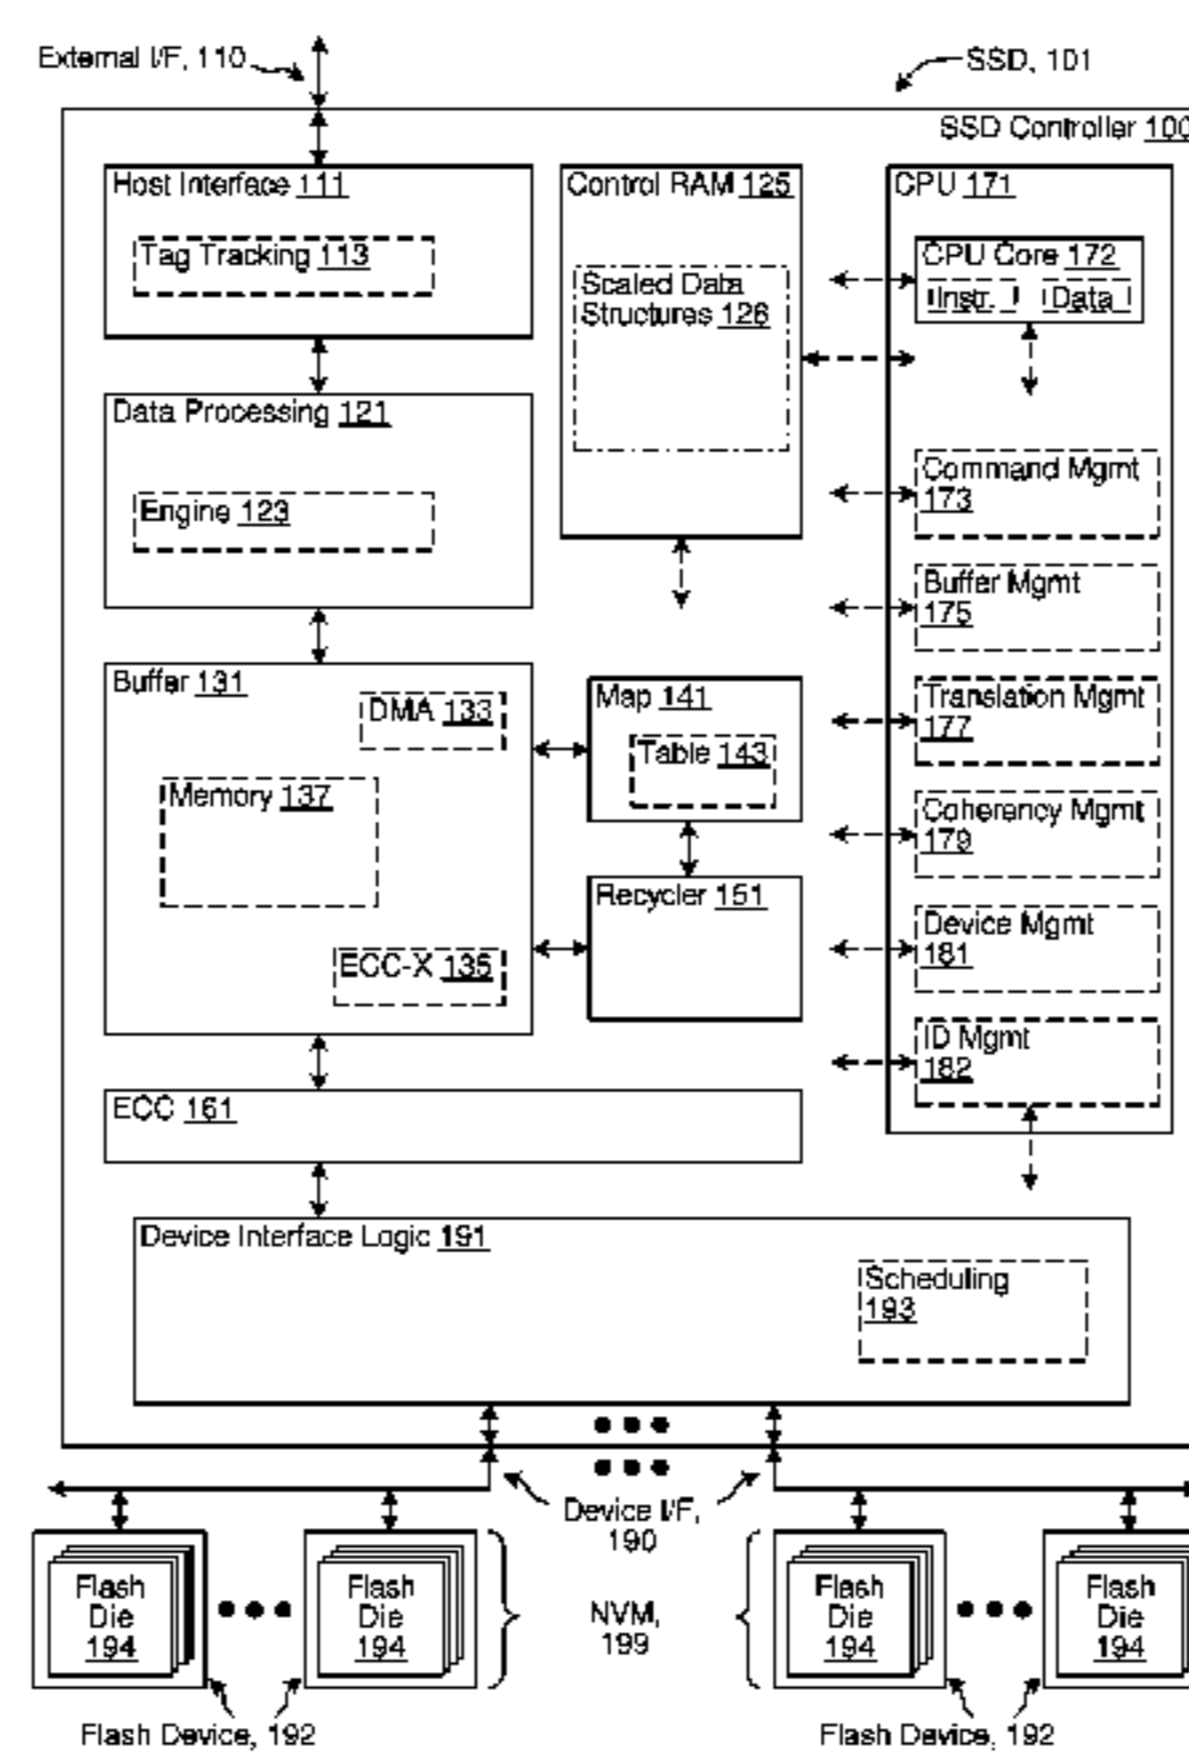 External I/F, 110
SSD, 101
SSD Controller 100
Host Interface 111
Tag Tracking 113
Control RAM 125
Scaled Data
Structures 126
CPU 171
CPU Core 172
Instr.
Data
Data Processing 121
Engine 123
Command Mgmt
173
Buffer Mgmt
175
Buffer 131
DMA 133
Memory 137
ECC-X 135
Map 141
Table 143
Recycler 151
Translation Mgmt
177
Coherency Mgmt
179
Device Mgmt
181
ID Mgmt
182
ECC 161
Device Interface Logic 191
Scheduling
193
Device I/F,
190
Flash
Die
194
Flash
Die
194
NVM,
199
Flash
Die
194
Flash
Die
194
Flash Device, 192
Flash Device, 192